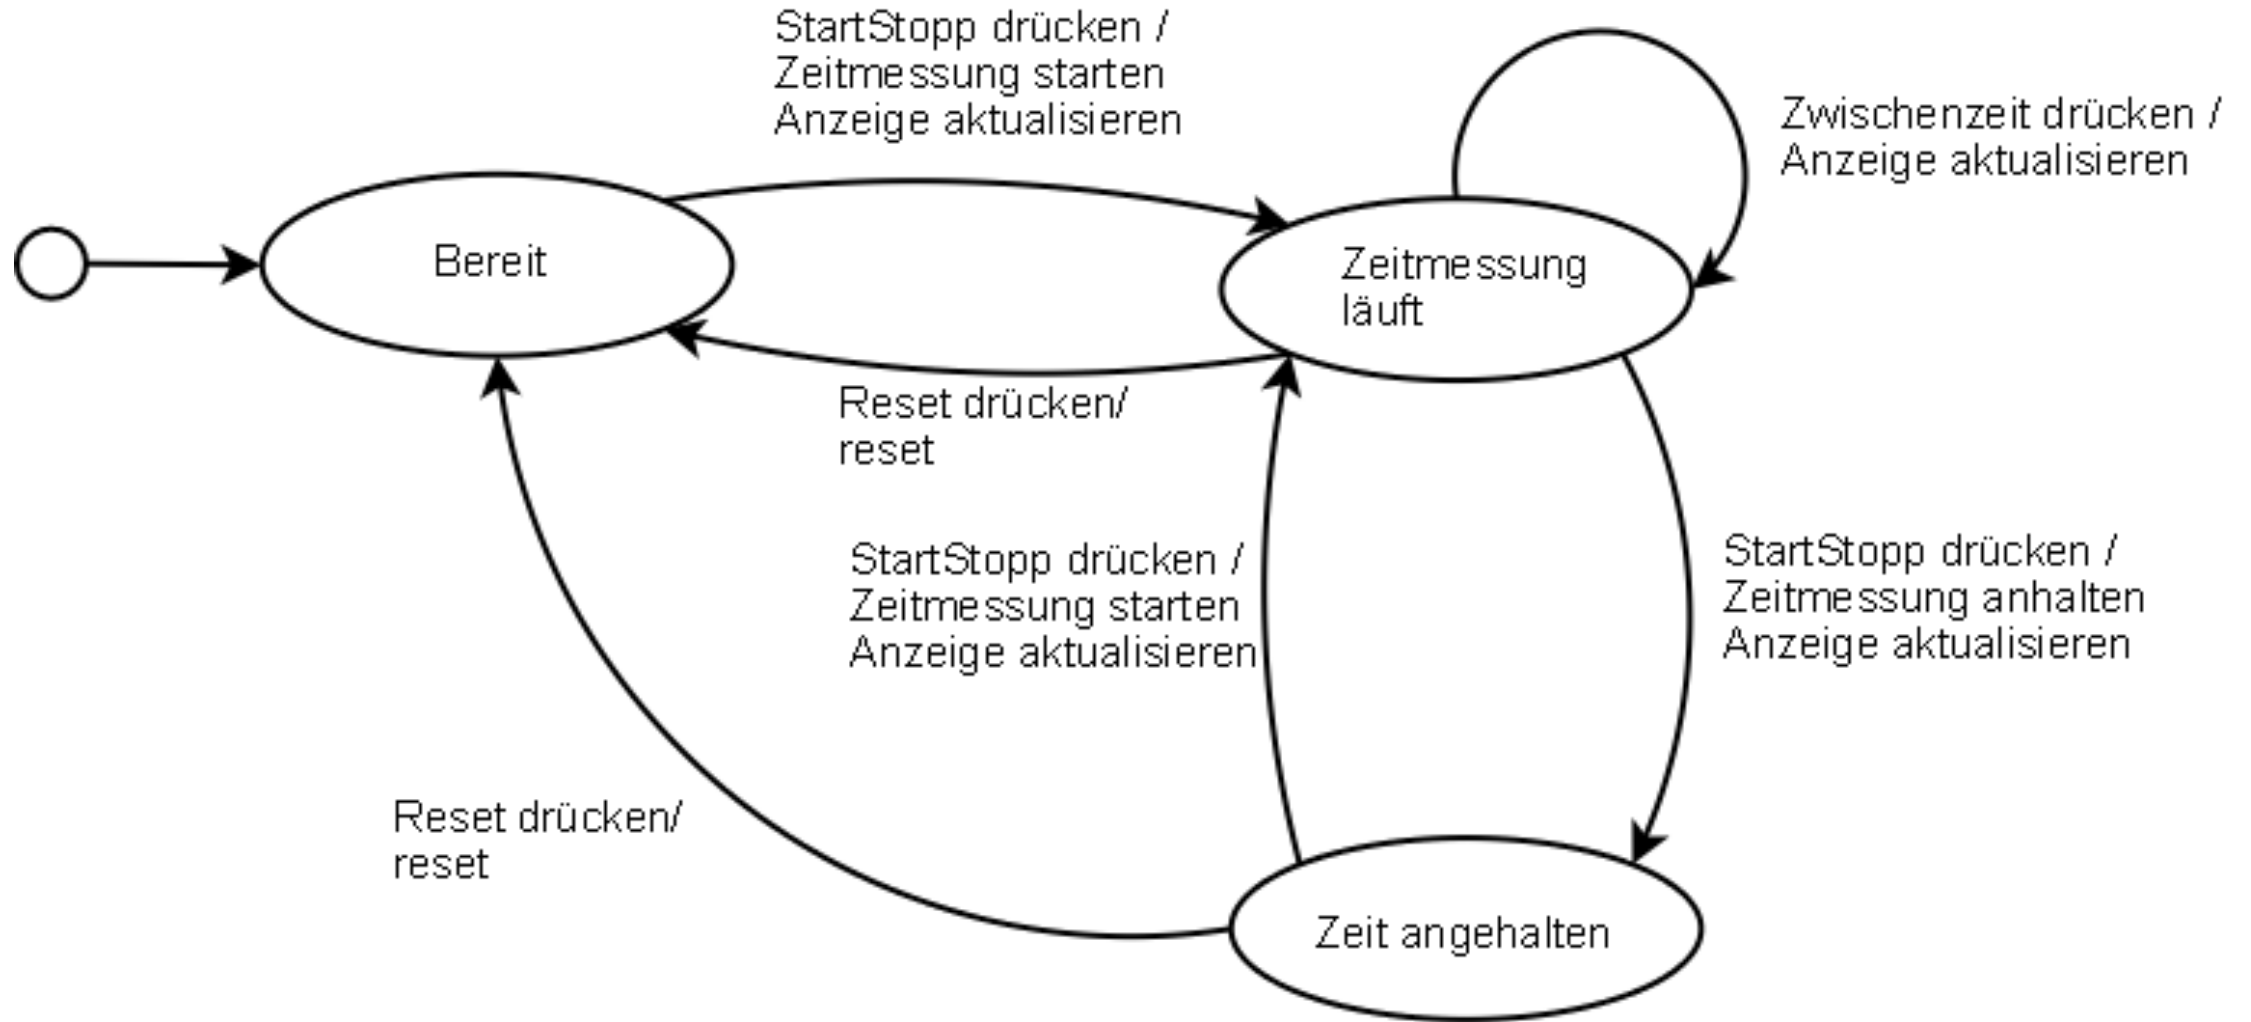 StartStopp drücken /
Zeitmessung starten
Anzeige aktualisieren
Zwischenzeit drücken /
Anzeige aktualisieren
Bereit
Zeitmessung
läuft
Reset drücken/
reset
StartStopp drücken /
Zeitmessung starten
Anzeige aktualisieren
StartStopp drücken /
Zeitmessung anhalten
Anzeige aktualisieren
Reset drücken/
reset
Zeit angehalten